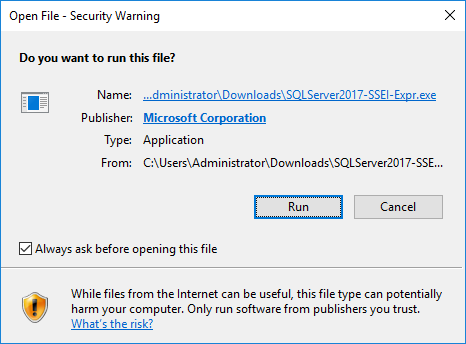 Open File - Security Warning
Do you want to run this file?
Name: ...dministrator\Downloads\SQLServer2017-SSEI-Expr.exe
Publisher: Microsoft Corporation
Type: Application
From: C:\Users\Administrator\Downloads\SQLServer2017-SSE...
Run Cancel
Always ask before opening this file
While files from the Internet can be useful, this file type can potentially
harm your computer. Only run software from publishers you trust.
What's the risk?